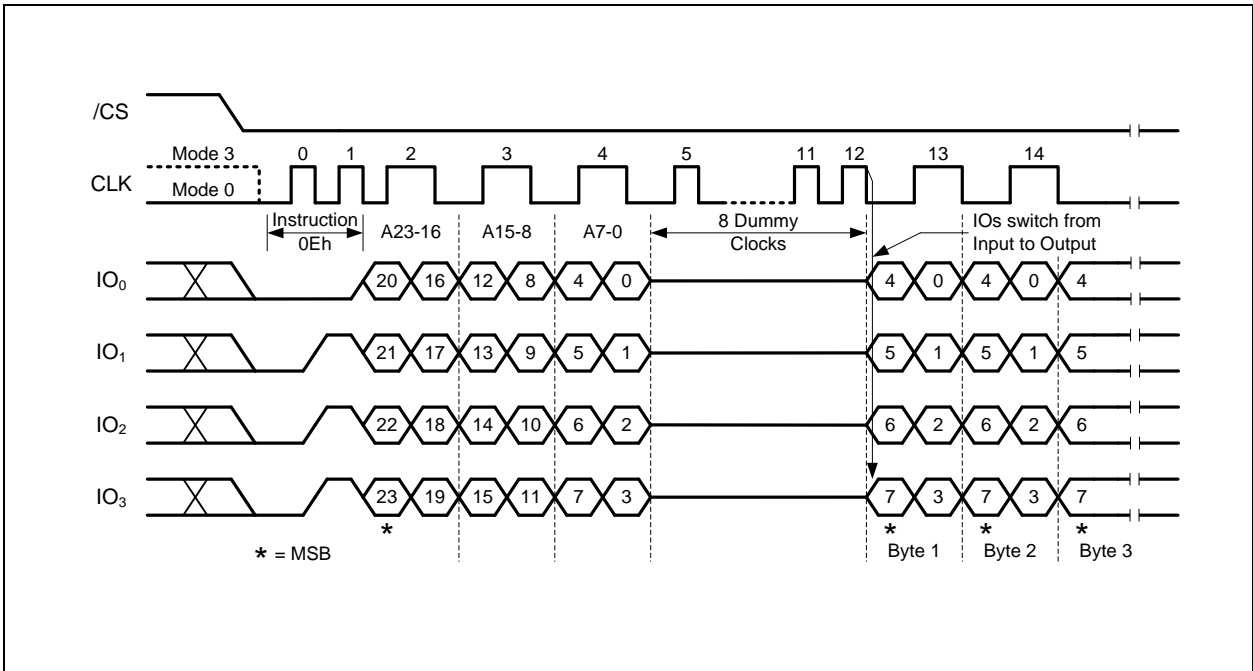 /CS
Mode 3 0 1 2 3 4 5 11 12 13 14
CLK
Mode 0
Instruction 8 Dummy IOs switch from
0Eh A23-16 A15-8 A7-0 Clocks Input to Output
IO₀ 20 16 12 8 4 0 4 0 4 0 4
IO₁ 21 17 13 9 5 1 5 1 5 1 5
IO₂ 22 18 14 10 6 2 6 2 6 2 6
IO₃ 23 19 15 11 7 3 7 3 7 3 7
* * * *
* = MSB Byte 1 Byte 2 Byte 3